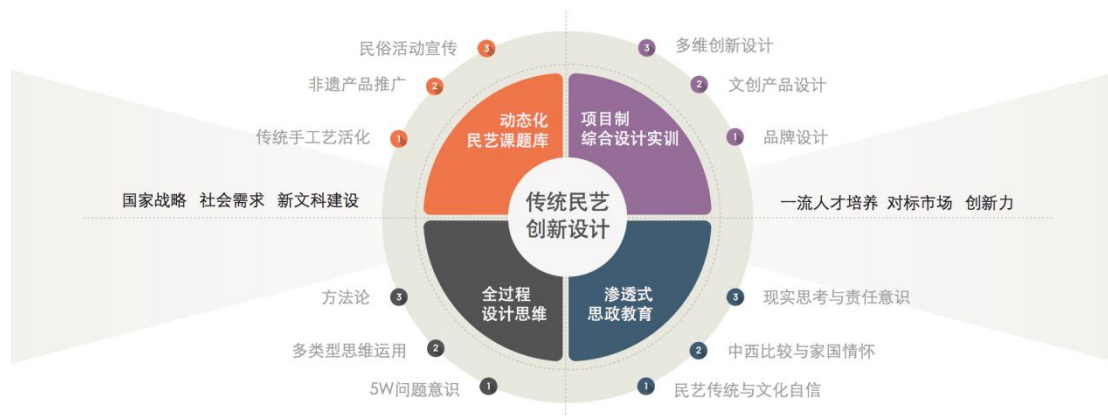 民俗活动宣传
3
非遗产品推广
2
传统手工艺活化
1
动态化
民艺课题库
3
多维创新设计
2
文创产品设计
1
品牌设计
项目制
综合设计实训
国家战略 社会需求 新文科建设
传统民艺
创新设计
一流人才培养 对标市场 创新力
方法论
3
多类型思维运用
2
5W问题意识
1
全过程
设计思维
渗透式
思政教育
3
现实思考与责任意识
2
中西比较与家国情怀
1
民艺传统与文化自信